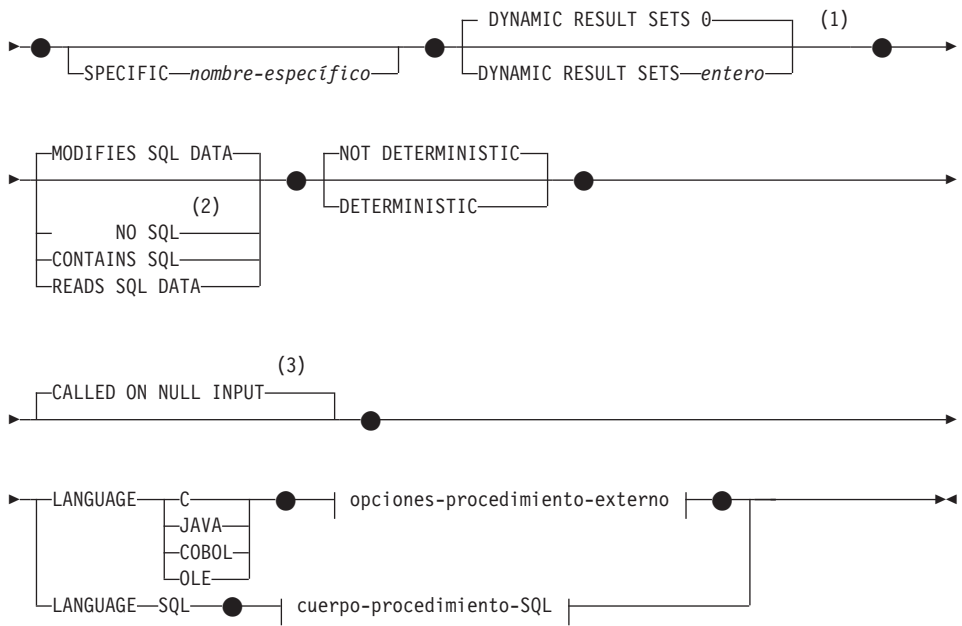 DYNAMIC RESULT SETS 0 (1)
SPECIFIC nombre-específico DYNAMIC RESULT SETS entero
MODIFIES SQL DATA NOT DETERMINISTIC
(2) DETERMINISTIC
NO SQL
CONTAINS SQL
READS SQL DATA
(3)
CALLED ON NULL INPUT
LANGUAGE C opciones-procedimiento-externo
JAVA
COBOL
OLE
LANGUAGE SQL cuerpo-procedimiento-SQL